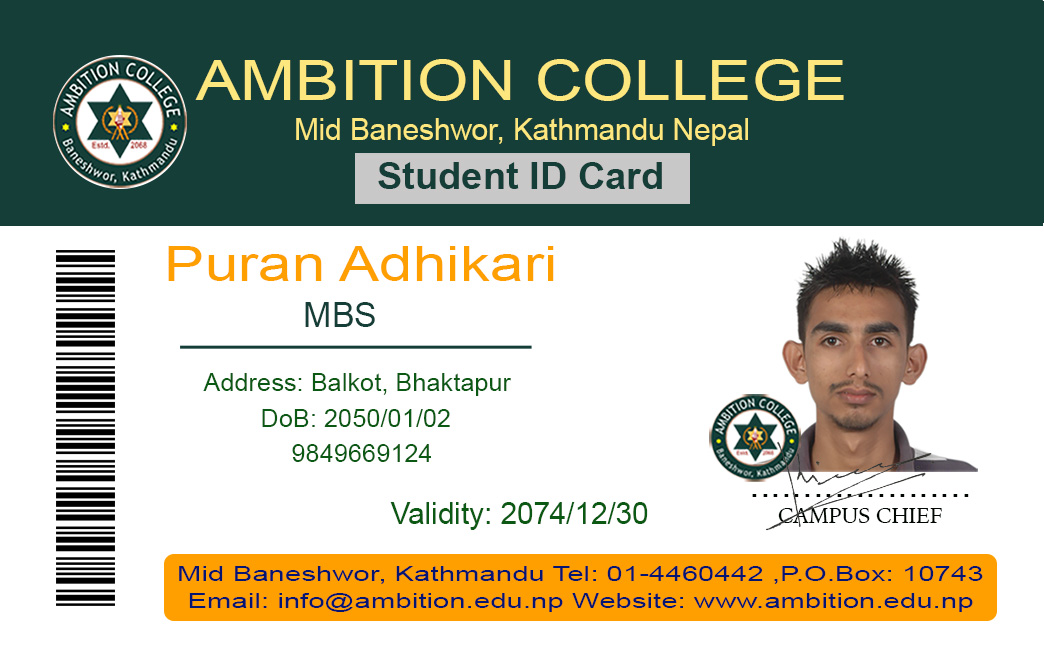 AMBITION COLLEGE
Mid Baneshwor, Kathmandu Nepal
Student ID Card
AMBITION COLLEGE
Estd. 2068
Baneshwor, Kathmandu
Puran Adhikari
MBS
Address: Balkot, Bhaktapur
DoB: 2050/01/02
9849669124
Validity: 2074/12/30
AMBITION COLLEGE
Estd. 2068
Baneshwor, Kathmandu
CAMPUS CHIEF
Mid Baneshwor, Kathmandu Tel: 01-4460442 ,P.O.Box: 10743
Email: info@ambition.edu.np Website: www.ambition.edu.np